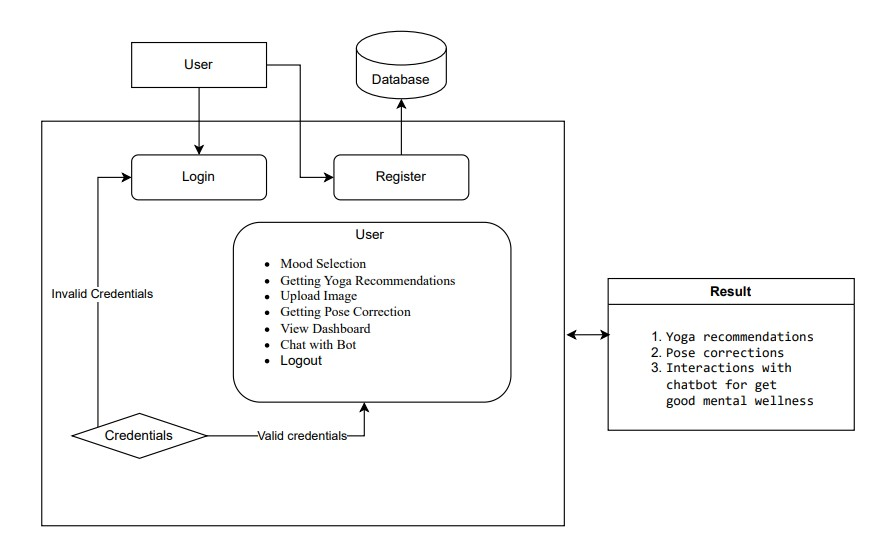 User
Database
Login
Register
User
• Mood Selection
• Getting Yoga Recommendations
• Upload Image
• Getting Pose Correction
• View Dashboard
• Chat with Bot
• Logout
Invalid Credentials
Credentials
Valid credentials
Result
1. Yoga recommendations
2. Pose corrections
3. Interactions with
chatbot for get
good mental wellness